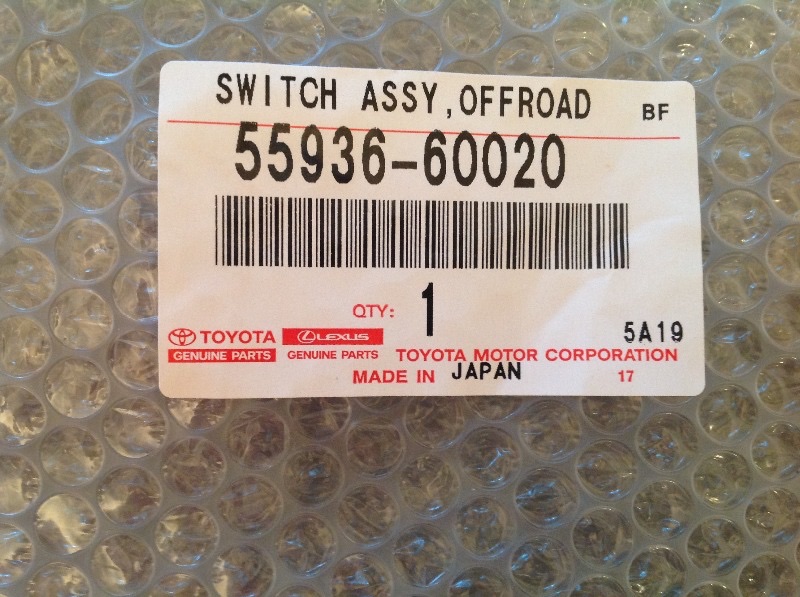 SWITCH ASSY,OFFROAD BF
55936-60020
QTY: 1
5A19
TOYOTA LEXUS
GENUINE PARTS GENUINE PARTS TOYOTA MOTOR CORPORATION
MADE IN JAPAN 17